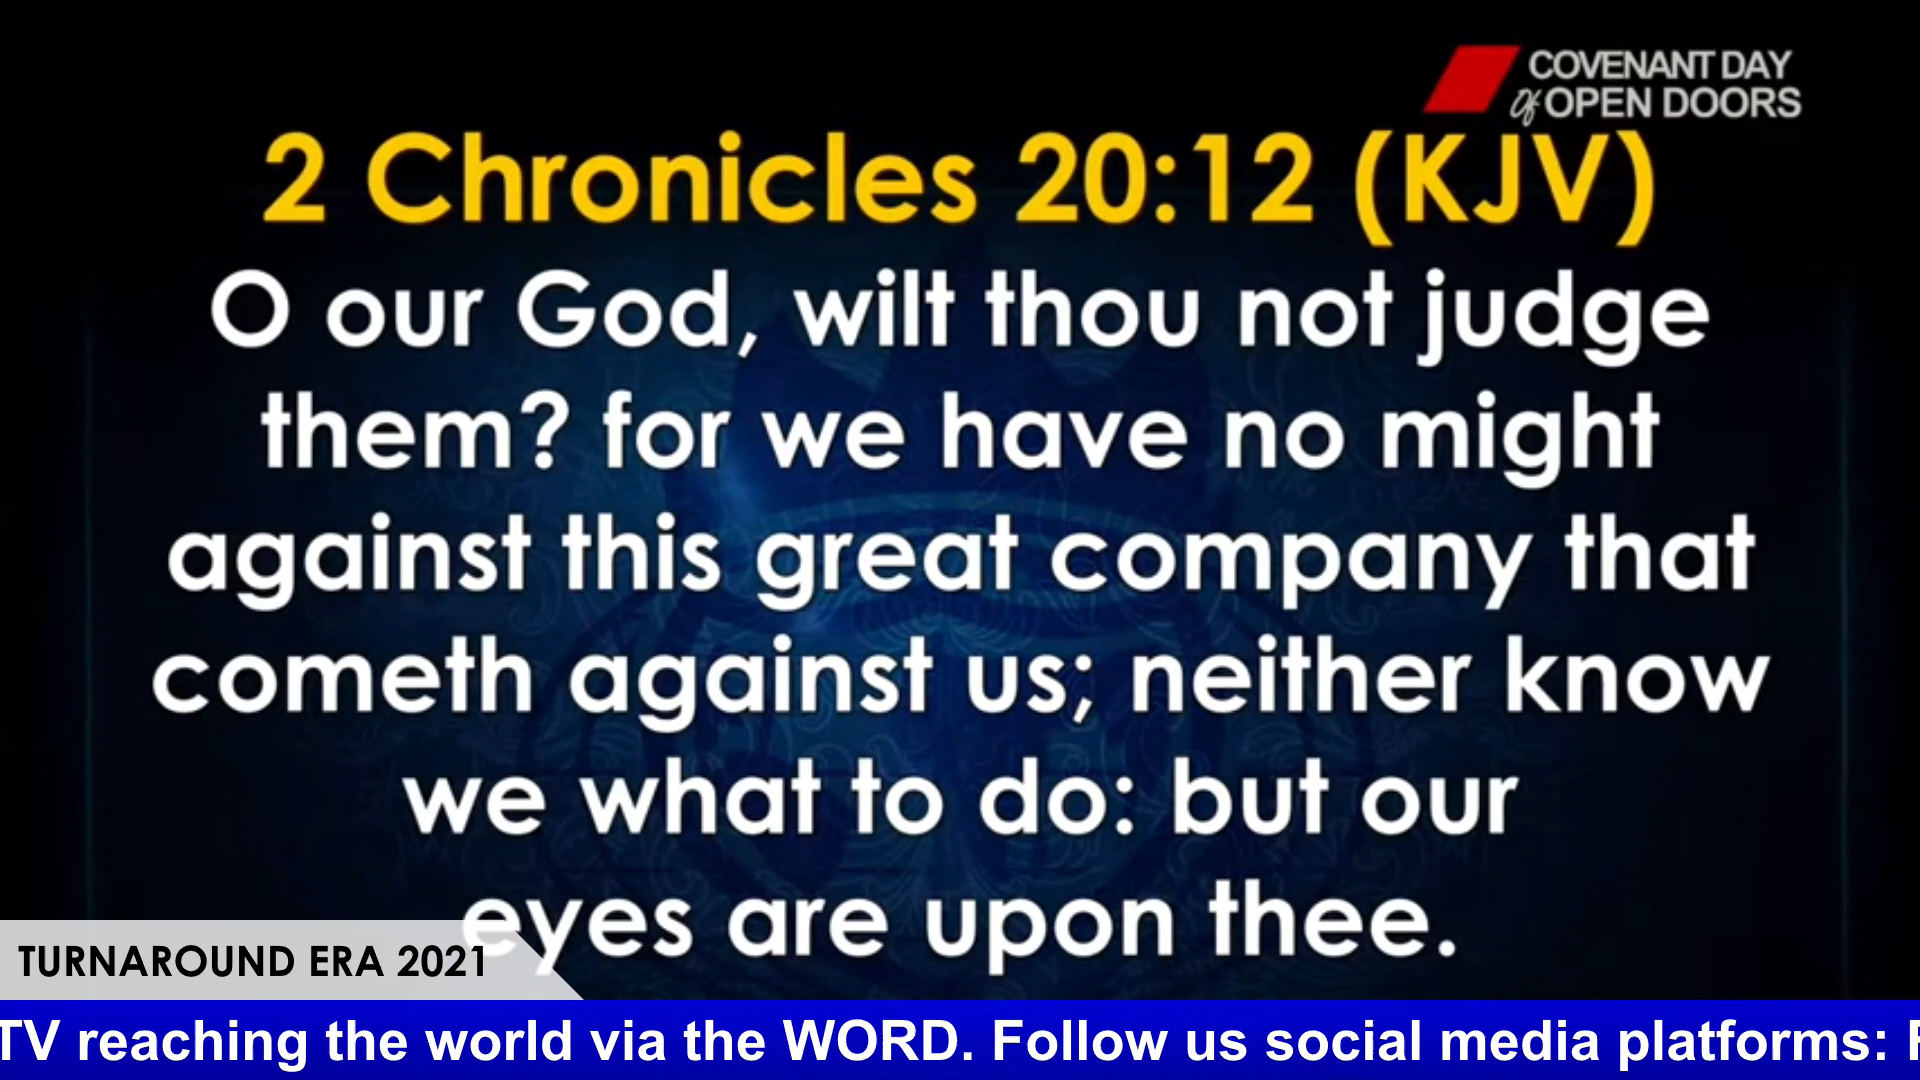 COVENANT DAY
Of OPEN DOORS
2 Chronicles 20:12 (KJV)
O our God, wilt thou not judge
them? for we have no might
against this great company that
cometh against us; neither know
we what to do: but our
eyes are upon thee.
TURNAROUND ERA 2021
TV reaching the world via the WORD. Follow us social media platforms: